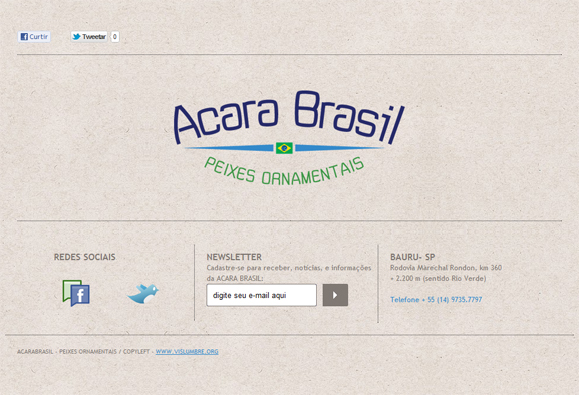 Curtir
Tweetar 0
Acara Brasil
PEIXES ORNAMENTAIS
REDES SOCIAIS
NEWSLETTER
Cadastre-se para receber, notícias, e informações
da ACARA BRASIL:
digite seu e-mail aqui
BAURU- SP
Rodovia Marechal Rondon, km 360
+ 2.200 m (sentido Rio Verde)
Telefone + 55 (14) 9735.7797
ACARABRASIL - PEIXES ORNAMENTAIS / COPYLEFT - WWW.VISLUMBRE.ORG